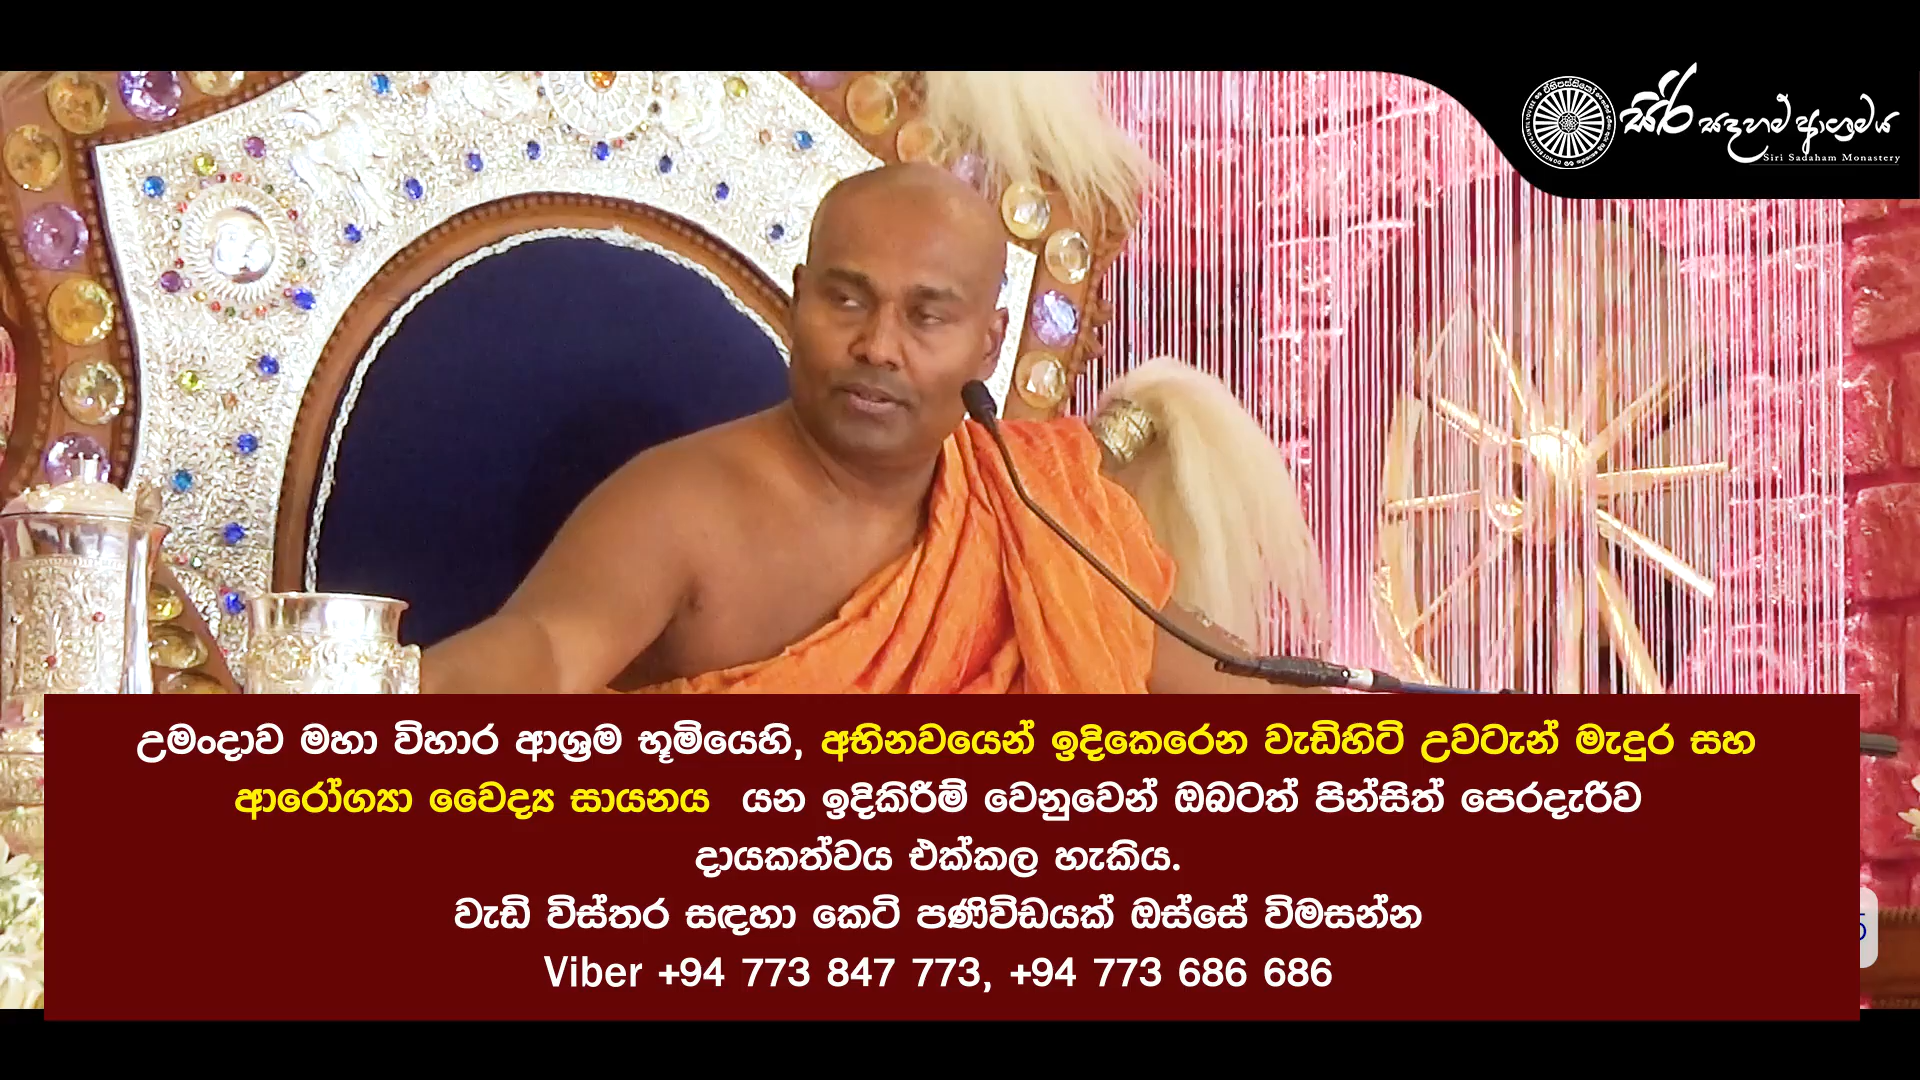 සිරි සදහම් ආශ්‍රමය
Siri Sadaham Monastery
උමංදාව මහා විහාර ආශ්‍රම භූමියෙහි, අභිනවයෙන් ඉදිකෙරෙන වැඩිහිටි උවටැන් මැදුර සහ
ආරෝග්‍යා වෛද්‍ය සායනය යන ඉදිකිරීම් වෙනුවෙන් ඔබටත් පින්සිත් පෙරදැරිව
දායකත්වය එක්කල හැකිය.
වැඩි විස්තර සඳහා කෙටි පණිවිඩයක් ඔස්සේ විමසන්න
Viber +94 773 847 773, +94 773 686 686